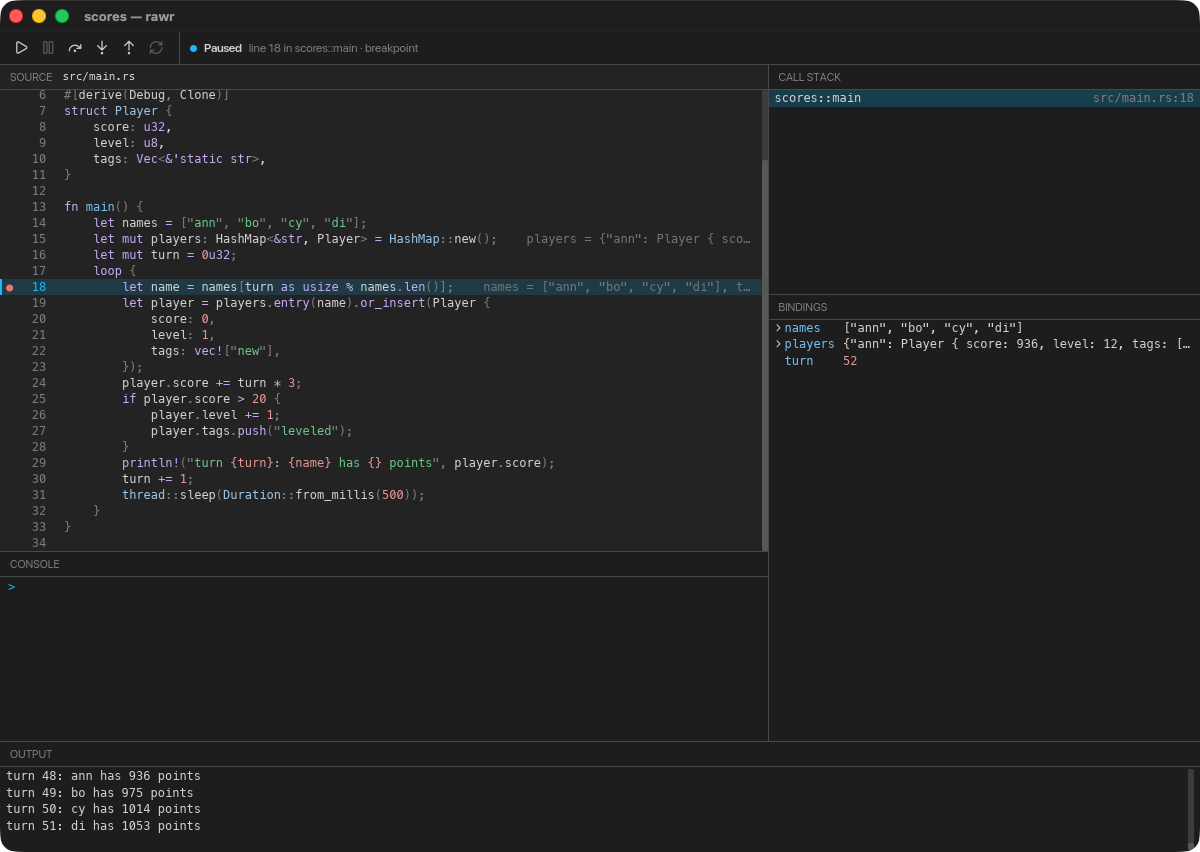 scores — rawr
Paused line 18 in scores::main · breakpoint
SOURCE src/main.rs
6 #[derive(Debug, Clone)]
7 struct Player {
8 score: u32,
9 level: u8,
10 tags: Vec<&'static str>,
11 }
12
13 fn main() {
14 let names = ["ann", "bo", "cy", "di"];
15 let mut players: HashMap<&str, Player> = HashMap::new(); players = {"ann": Player { sco…
16 let mut turn = 0u32;
17 loop {
18 let name = names[turn as usize % names.len()]; names = ["ann", "bo", "cy", "di"], t…
19 let player = players.entry(name).or_insert(Player {
20 score: 0,
21 level: 1,
22 tags: vec!["new"],
23 });
24 player.score += turn * 3;
25 if player.score > 20 {
26 player.level += 1;
27 player.tags.push("leveled");
28 }
29 println!("turn {turn}: {name} has {} points", player.score);
30 turn += 1;
31 thread::sleep(Duration::from_millis(500));
32 }
33 }
34
CONSOLE
>
CALL STACK
scores::main src/main.rs:18
BINDINGS
names ["ann", "bo", "cy", "di"]
players {"ann": Player { score: 936, level: 12, tags: […
turn 52
OUTPUT
turn 48: ann has 936 points
turn 49: bo has 975 points
turn 50: cy has 1014 points
turn 51: di has 1053 points